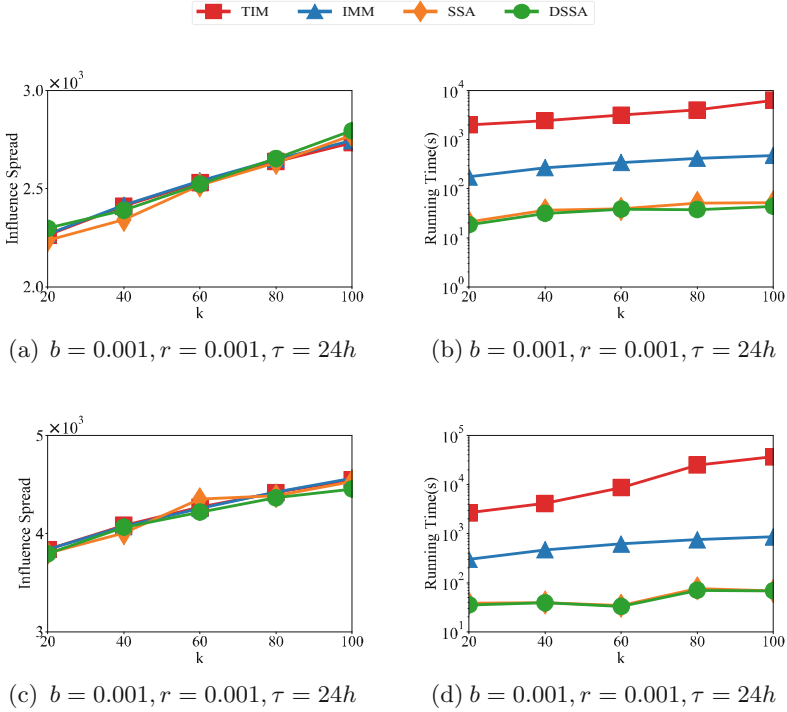 TIM IMM SSA DSSA
×10³
3.0
2.5
2.0
Influence Spread
20 40 60 80 100
k
(a) b = 0.001, r = 0.001, τ = 24h
10⁴
10³
10²
10¹
10⁰
Running Time(s)
20 40 60 80 100
k
(b) b = 0.001, r = 0.001, τ = 24h
×10³
5
4
3
Influence Spread
20 40 60 80 100
k
(c) b = 0.001, r = 0.001, τ = 24h
10⁵
10⁴
10³
10²
10¹
Running Time(s)
20 40 60 80 100
k
(d) b = 0.001, r = 0.001, τ = 24h